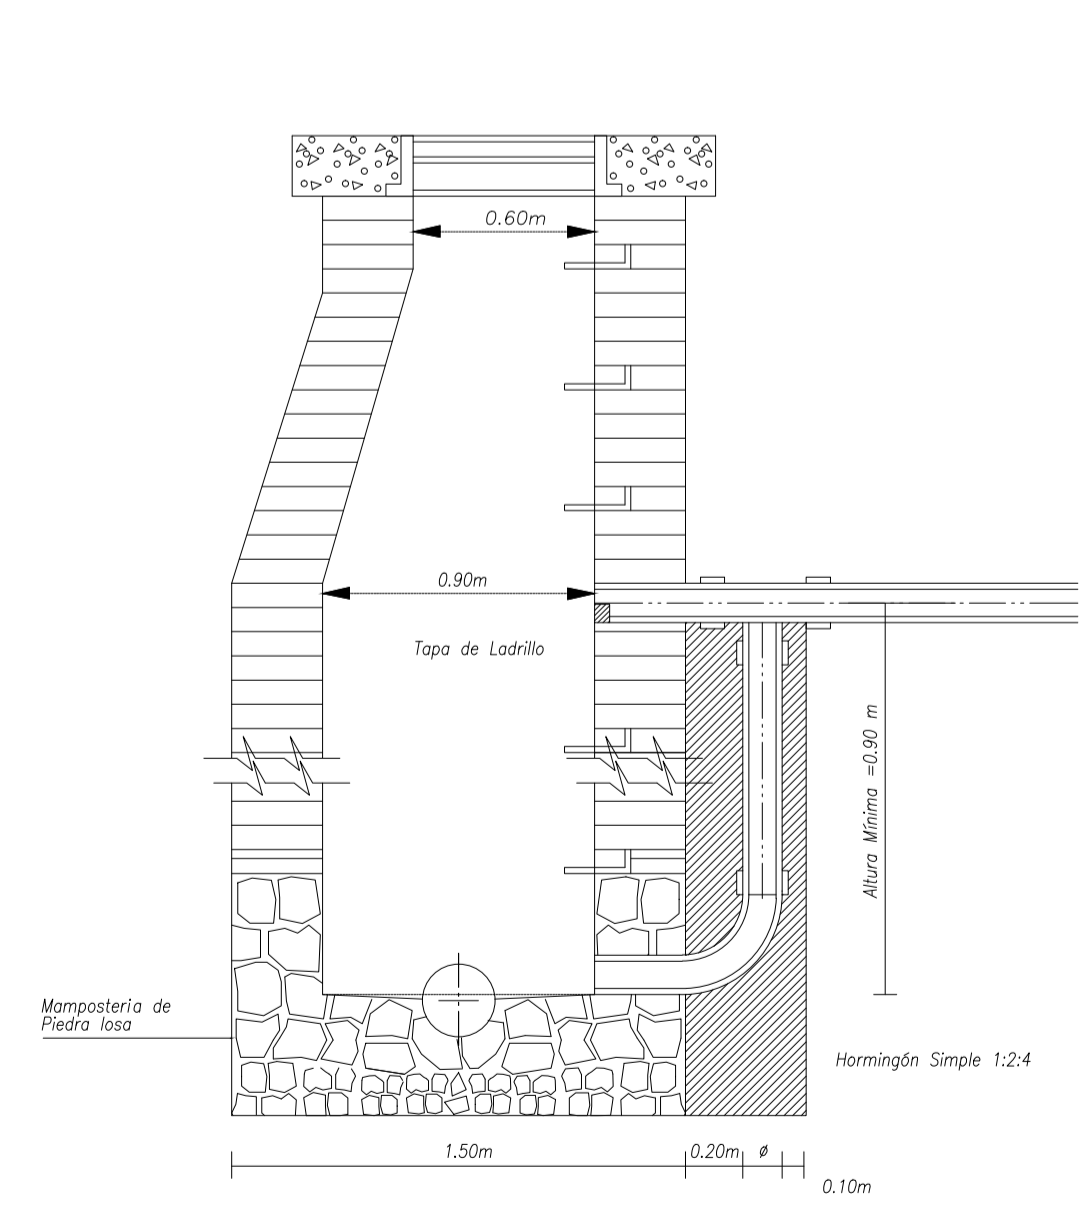 0.60m
0.90m
Tapa de Ladrillo
Altura Mínima =0.90 m
Mamposteria de
Piedra losa
Hormingón Simple 1:2:4
1.50m
0.20m
ø
0.10m